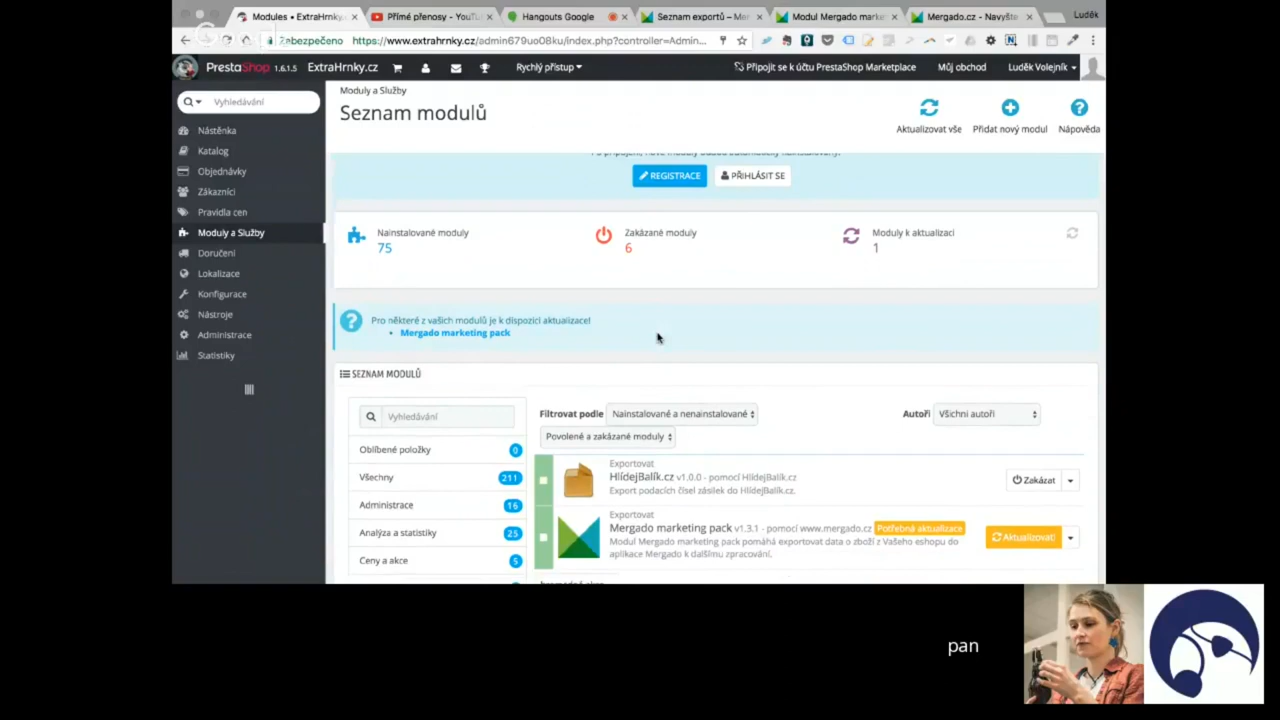 Modules • ExtraHrnky.
Přímé přenosy - YouTu
Hangouts Google
Seznam exportů – Mer
Modul Mergado marke
Mergado.cz - Navyšte
Luděk
Zabezpečeno https://www.extrahrnky.cz/admin679uo08ku/index.php?controller=Admin...
PrestaShop 1.6.1.5 ExtraHrnky.cz
Rychlý přístup
Připojit se k účtu PrestaShop Marketplace
Můj obchod
Luděk Volejník
Vyhledávání
Nástěnka
Katalog
Objednávky
Zákazníci
Pravidla cen
Moduly a Služby
Doručení
Lokalizace
Konfigurace
Nástroje
Administrace
Statistiky
Moduly a Služby
Seznam modulů
Aktualizovat vše
Přidat nový modul
Nápověda
REGISTRACE
PŘIHLÁSIT SE
Nainstalované moduly
75
Zakázané moduly
6
Moduly k aktualizaci
1
Pro některé z vašich modulů je k dispozici aktualizace!
• Mergado marketing pack
SEZNAM MODULŮ
Vyhledávání
Oblíbené položky 0
Všechny 211
Administrace 16
Analýza a statistiky 25
Ceny a akce 5
Filtrovat podle Nainstalované a nenainstalované
Autoři Všichni autoři
Povolené a zakázané moduly
Exportovat
HlídejBalík.cz v1.0.0 - pomocí HlídejBalík.cz
Export podacích čísel zásilek do HlídejBalík.cz.
Zakázat
Exportovat
Mergado marketing pack v1.3.1 - pomocí www.mergado.cz Potřebná aktualizace
Modul Mergado marketing pack pomáhá exportovat data o zboží z Vašeho eshopu do
aplikace Mergado k dalšímu zpracování.
Aktualizovat!
pan